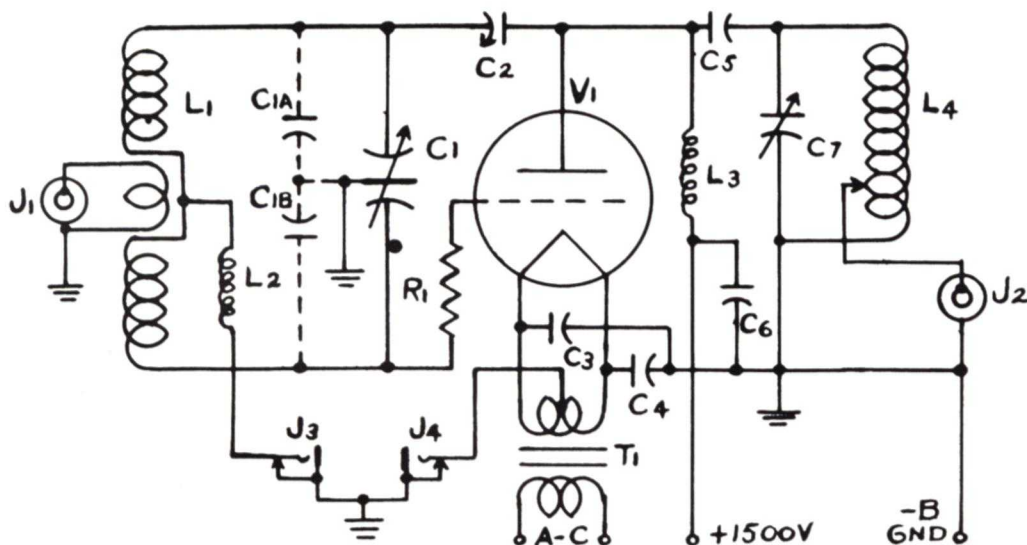 C2
C5
V1
L1
C1A
C1
L4
C7
L3
J1
C1B
L2
R1
J2
C6
C3
C4
J3
J4
T1
A-C
+1500V
-B
GND